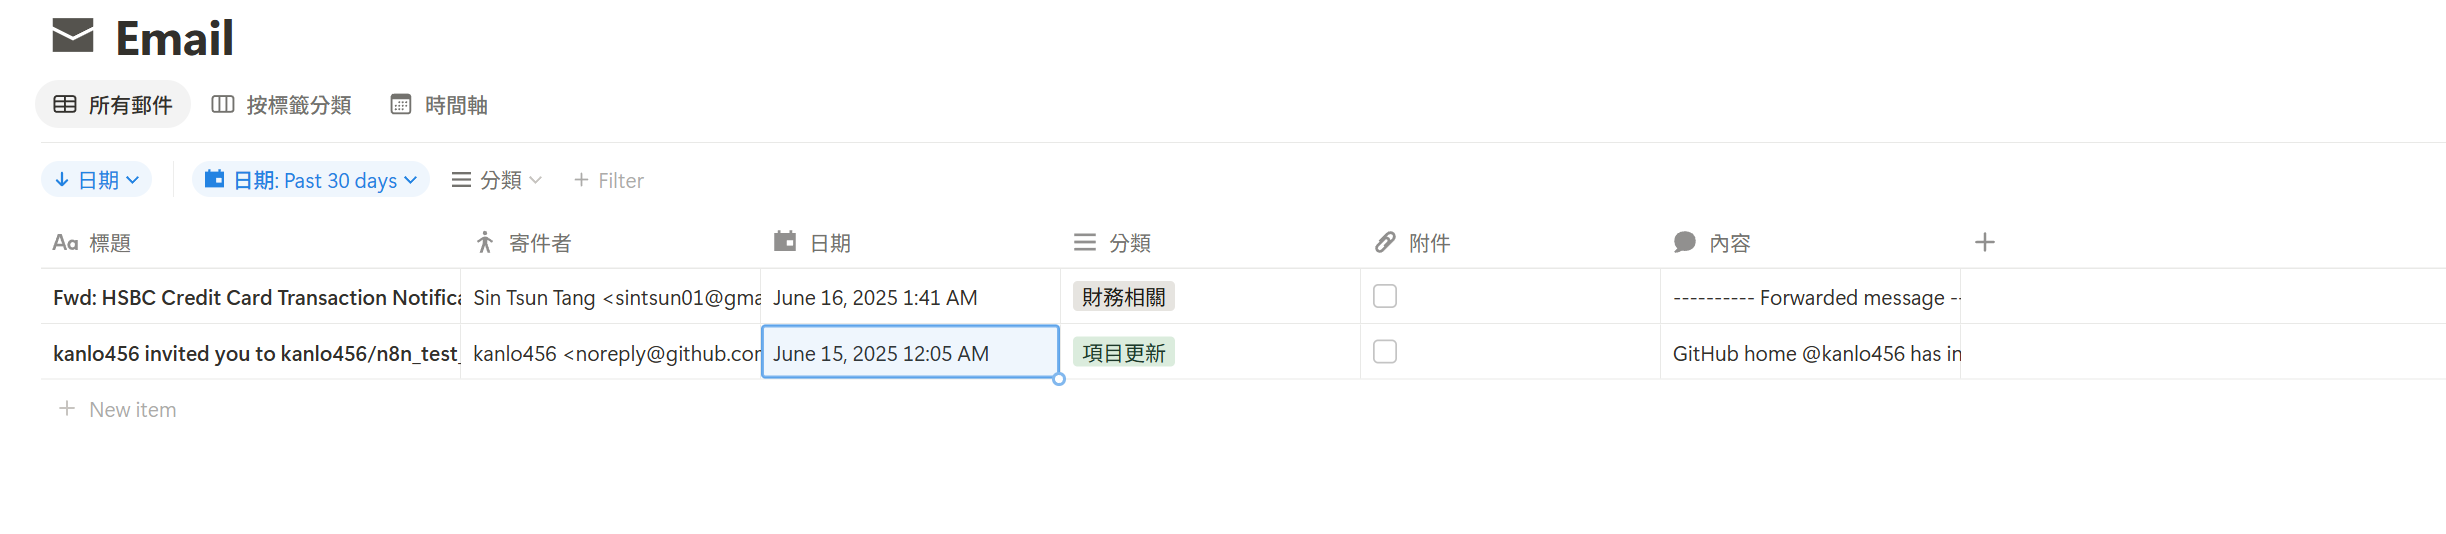 Email
所有郵件 按標籤分類 時間軸
日期 日期: Past 30 days 分類 + Filter
Aa 標題 寄件者 日期 分類 附件 內容 +
Fwd: HSBC Credit Card Transaction Notific Sin Tsun Tang <sintsun01@gma June 16, 2025 1:41 AM 財務相關 ---------- Forwarded message -
kanlo456 invited you to kanlo456/n8n_test_ kanlo456 <noreply@github.co June 15, 2025 12:05 AM 項目更新 GitHub home @kanlo456 has in
+ New item